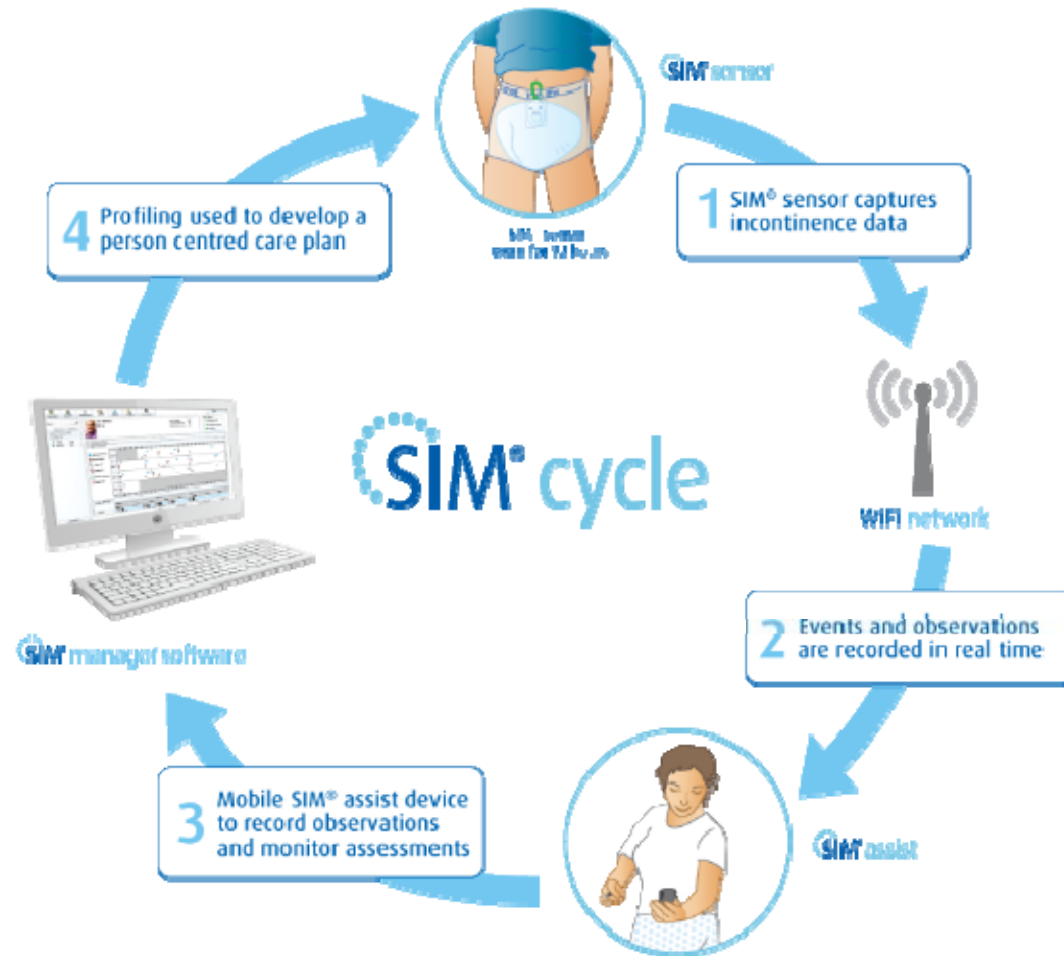 SIM® sensor
1 SIM® sensor captures
incontinence data
WiFi network
2 Events and observations
are recorded in real time
SIM® assist
3 Mobile SIM® assist device
to record observations
and monitor assessments
SIM® manager software
4 Profiling used to develop a
person centred care plan
SIM® cycle